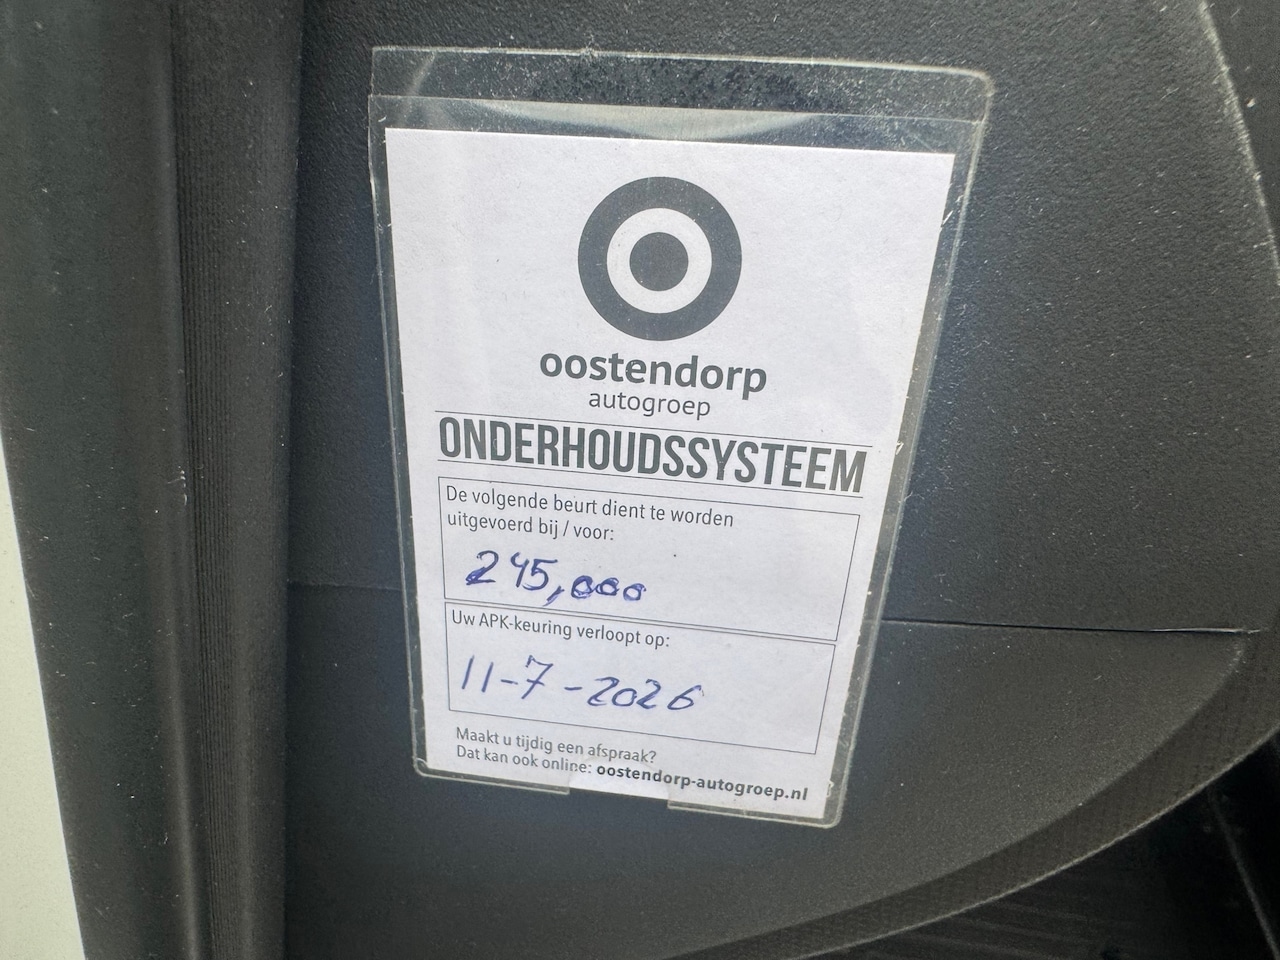 oostendorp
autogroep
ONDERHOUDSSYSTEEM
De volgende beurt dient te worden
uitgevoerd bij / voor:
245,000
Uw APK-keuring verloopt op:
11-7-2026
Maakt u tijdig een afspraak?
Dat kan ook online: oostendorp-autogroep.nl